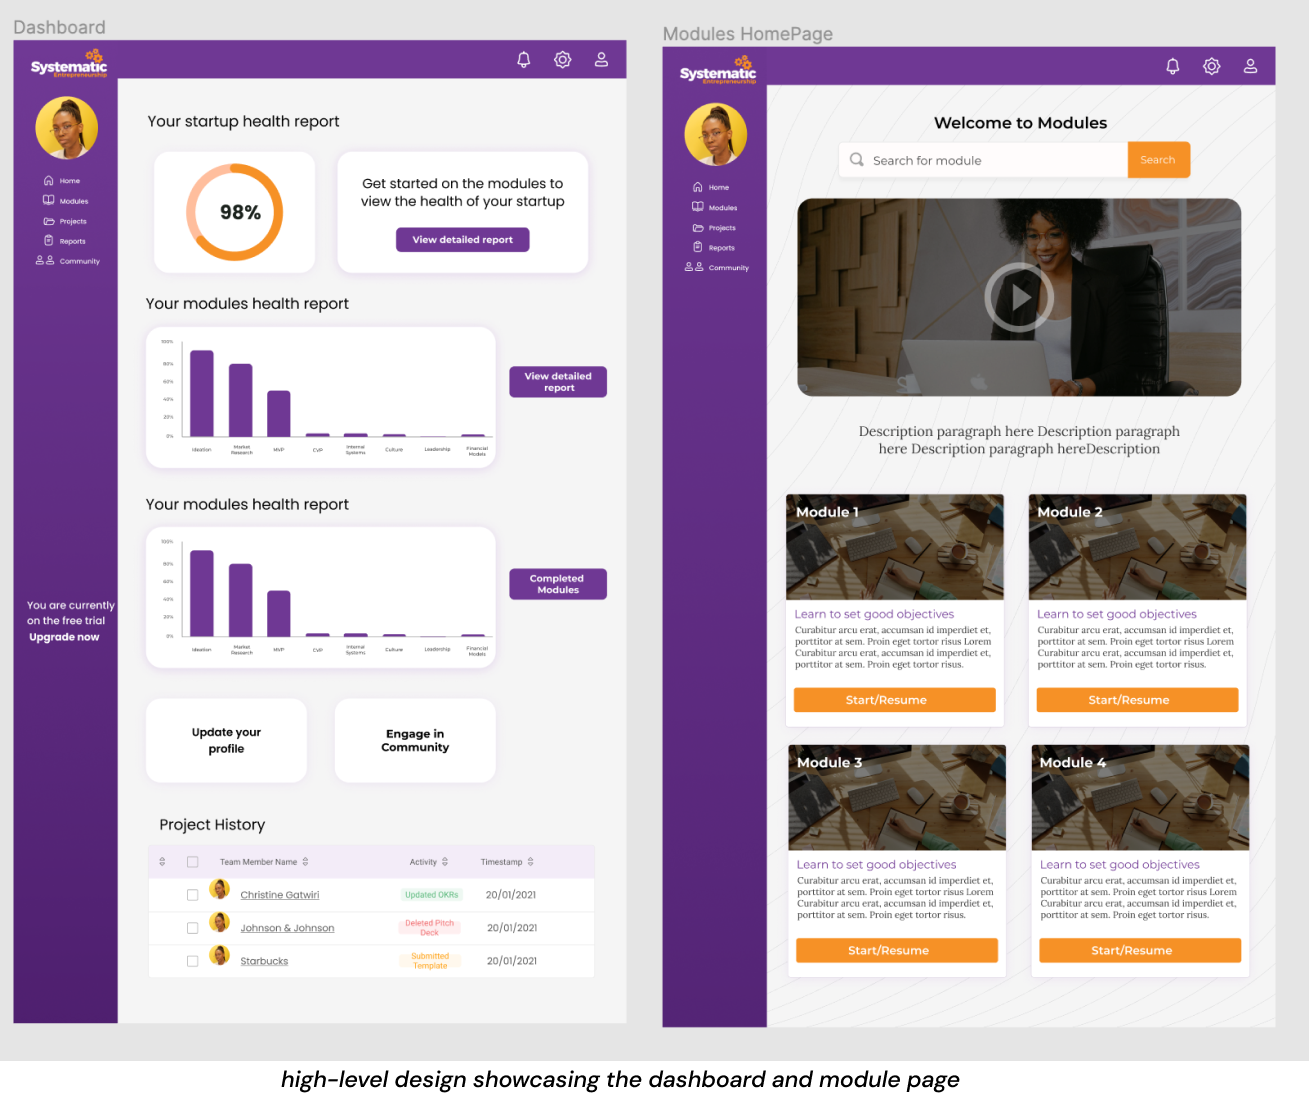 Dashboard
Systematic
Entrepreneurship
Home
Modules
Projects
Reports
Community
You are currently
on the free trial
Upgrade now
Your startup health report
98%
Get started on the modules to
view the health of your startup
View detailed report
Your modules health report
100%
80%
60%
40%
20%
0%
Ideation
Market
Research
MVP
CVP
Internal
Systems
Culture
Leadership
Financial
Models
View detailed
report
Your modules health report
100%
80%
60%
40%
20%
0%
Ideation
Market
Research
MVP
CVP
Internal
Systems
Culture
Leadership
Financial
Models
Completed
Modules
Update your
profile
Engage in
Community
Project History
Team Member Name Activity Timestamp
Christine Gatwiri Updated OKRs 20/01/2021
Johnson & Johnson Deleted Pitch
Deck 20/01/2021
Starbucks Submitted
Template 20/01/2021
Modules HomePage
Systematic
Entrepreneurship
Home
Modules
Projects
Reports
Community
Welcome to Modules
Search for module
Search
Description paragraph here Description paragraph
here Description paragraph hereDescription
Module 1
Learn to set good objectives
Curabitur arcu erat, accumsan id imperdiet et,
porttitor at sem. Proin eget tortor risus Lorem
Curabitur arcu erat, accumsan id imperdiet et,
porttitor at sem. Proin eget tortor risus.
Start/Resume
Module 2
Learn to set good objectives
Curabitur arcu erat, accumsan id imperdiet et,
porttitor at sem. Proin eget tortor risus Lorem
Curabitur arcu erat, accumsan id imperdiet et,
porttitor at sem. Proin eget tortor risus.
Start/Resume
Module 3
Learn to set good objectives
Curabitur arcu erat, accumsan id imperdiet et,
porttitor at sem. Proin eget tortor risus Lorem
Curabitur arcu erat, accumsan id imperdiet et,
porttitor at sem. Proin eget tortor risus.
Start/Resume
Module 4
Learn to set good objectives
Curabitur arcu erat, accumsan id imperdiet et,
porttitor at sem. Proin eget tortor risus Lorem
Curabitur arcu erat, accumsan id imperdiet et,
porttitor at sem. Proin eget tortor risus.
Start/Resume
high-level design showcasing the dashboard and module page